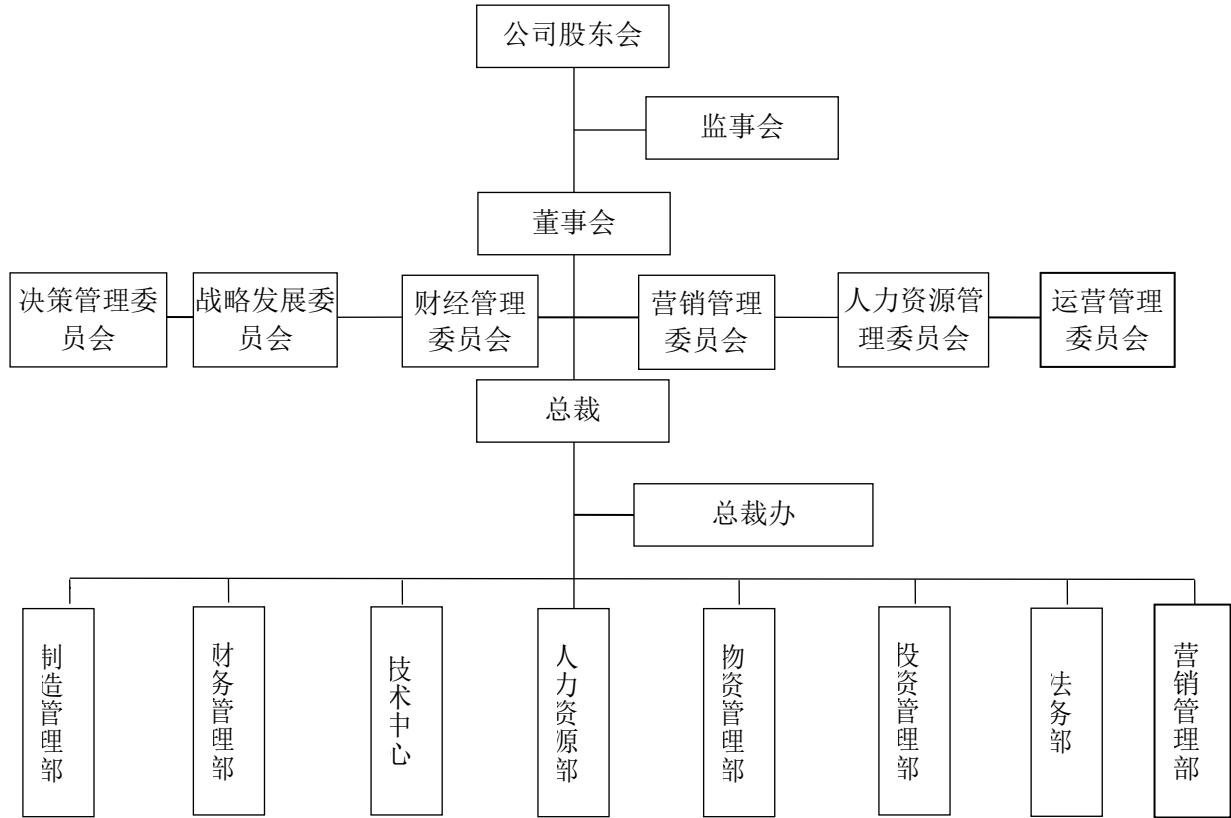 公司股东会
监事会
董事会
决策管理委
员会
战略发展委
员会
财经管理
委员会
营销管理
委员会
人力资源管
理委员会
运营管理
委员会
总裁
总裁办
制造管理部
财务管理部
技术中心
人力资源部
物资管理部
投资管理部
法务部
营销管理部